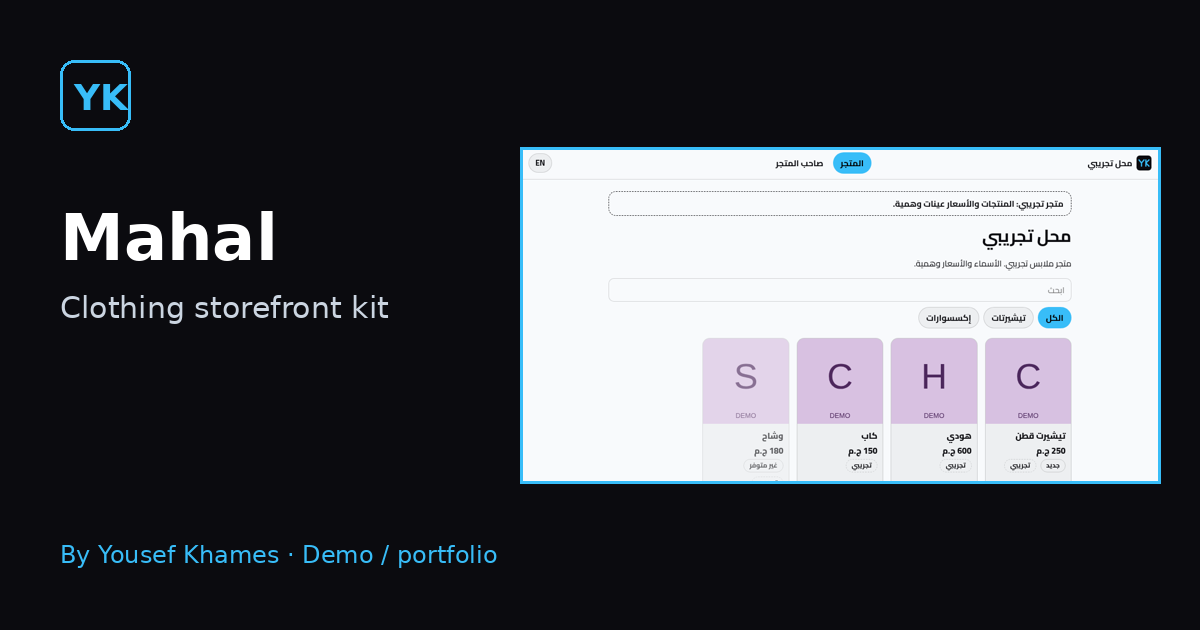 YK
Mahal
Clothing storefront kit
By Yousef Khames · Demo / portfolio
YK محل تجريبي
المتجر
صاحب المتجر
EN
متجر تجريبي: المنتجات والأسعار عينات وهمية.
محل تجريبي
متجر ملابس تجريبي. الأسماء والأسعار وهمية.
ابحث
الكل
تيشيرتات
إكسسوارات
C
DEMO
تيشيرت قطن
250 ج.م
جديد
تجريبي
H
DEMO
هودي
600 ج.م
تجريبي
C
DEMO
كاب
150 ج.م
تجريبي
S
DEMO
وشاح
180 ج.م
غير متوفر